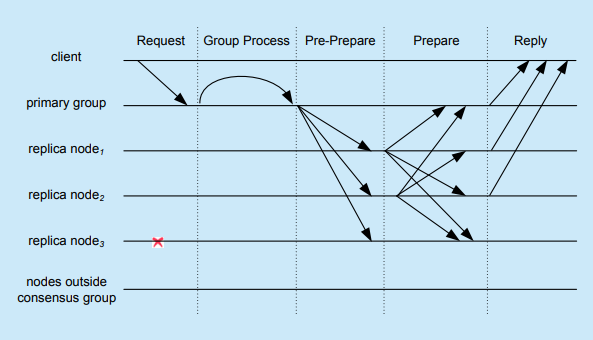 Request Group Process Pre-Prepare Prepare Reply
client
primary group
replica node1
replica node2
replica node3
nodes outside
consensus group